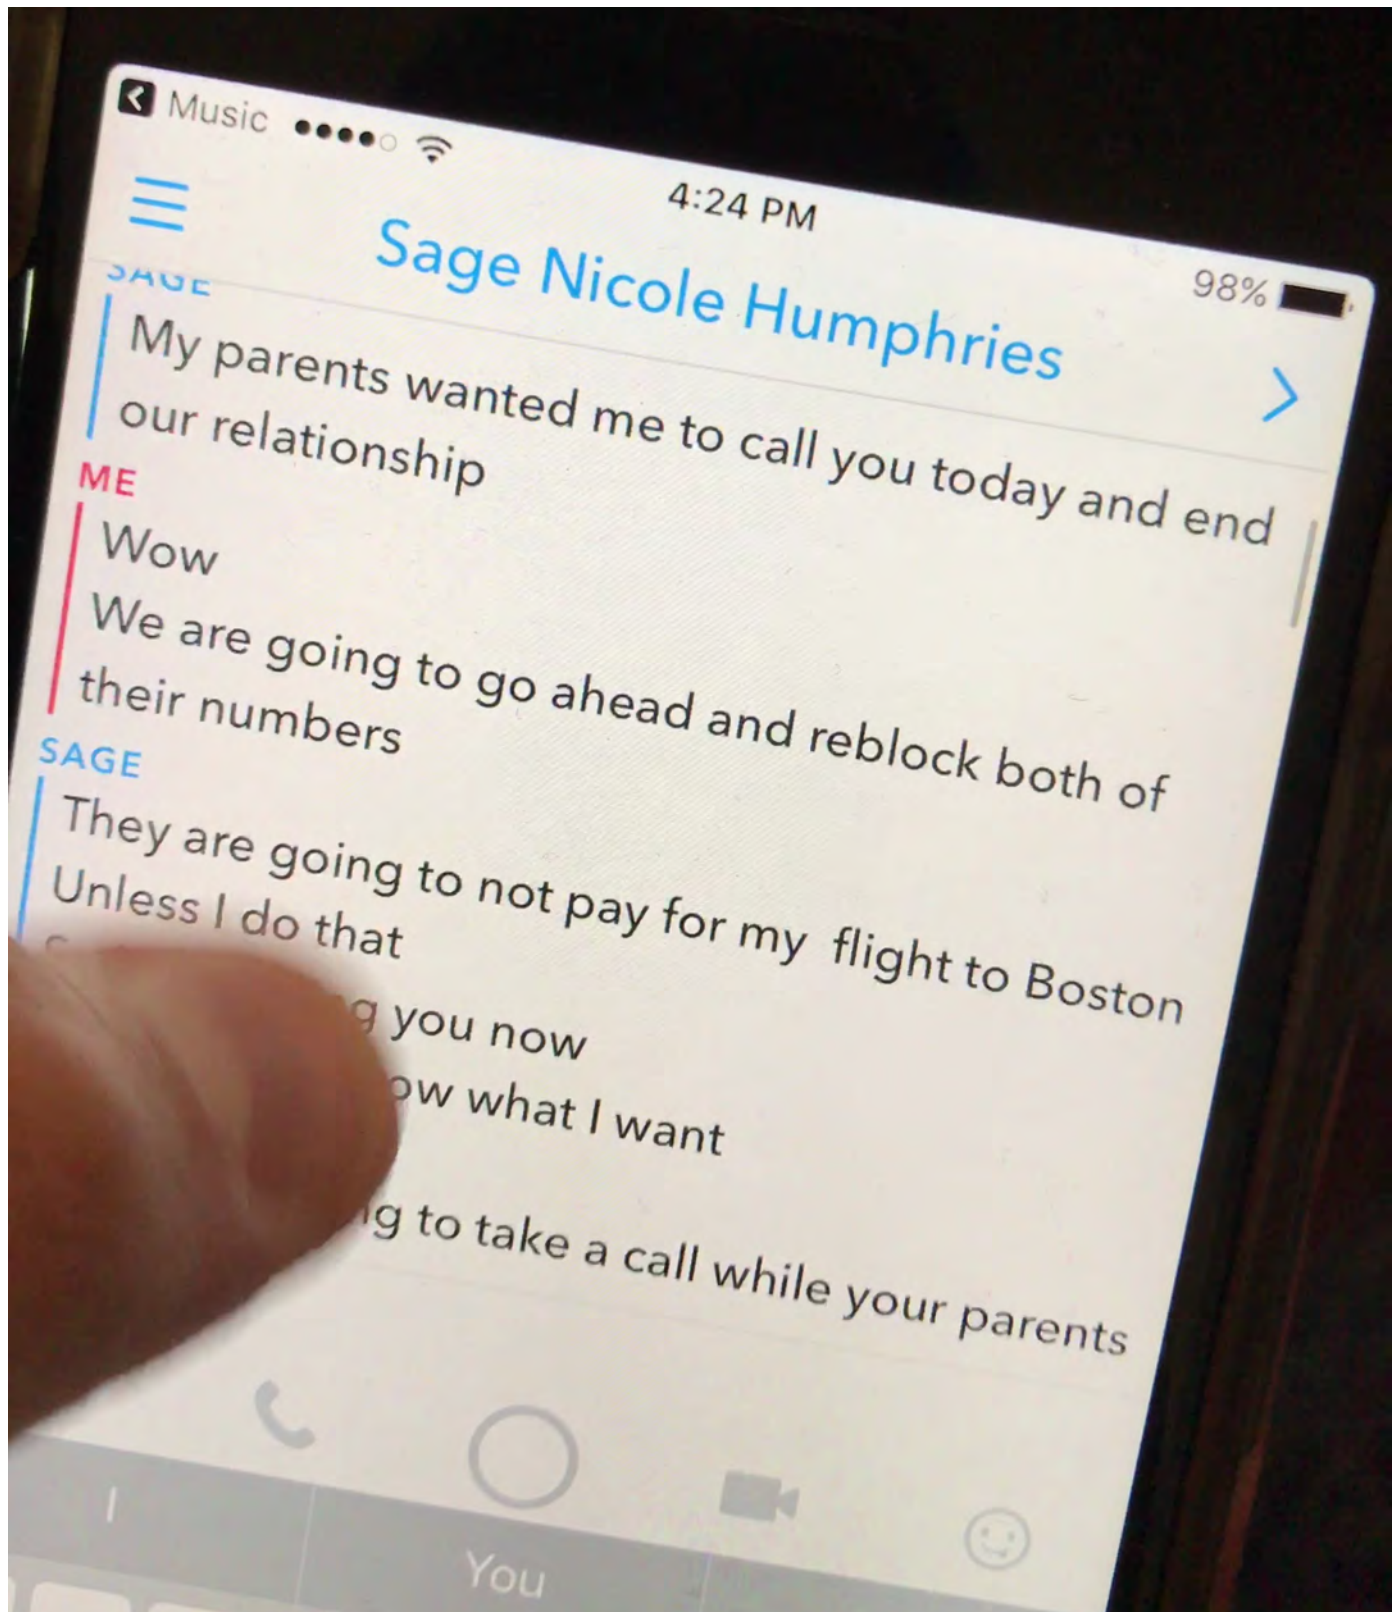 Music
4:24 PM
98%
Sage Nicole Humphries
SAGE
My parents wanted me to call you today and end
our relationship
ME
Wow
We are going to go ahead and reblock both of
their numbers
SAGE
They are going to not pay for my flight to Boston
Unless I do that
you now
what I want
to take a call while your parents
I
You